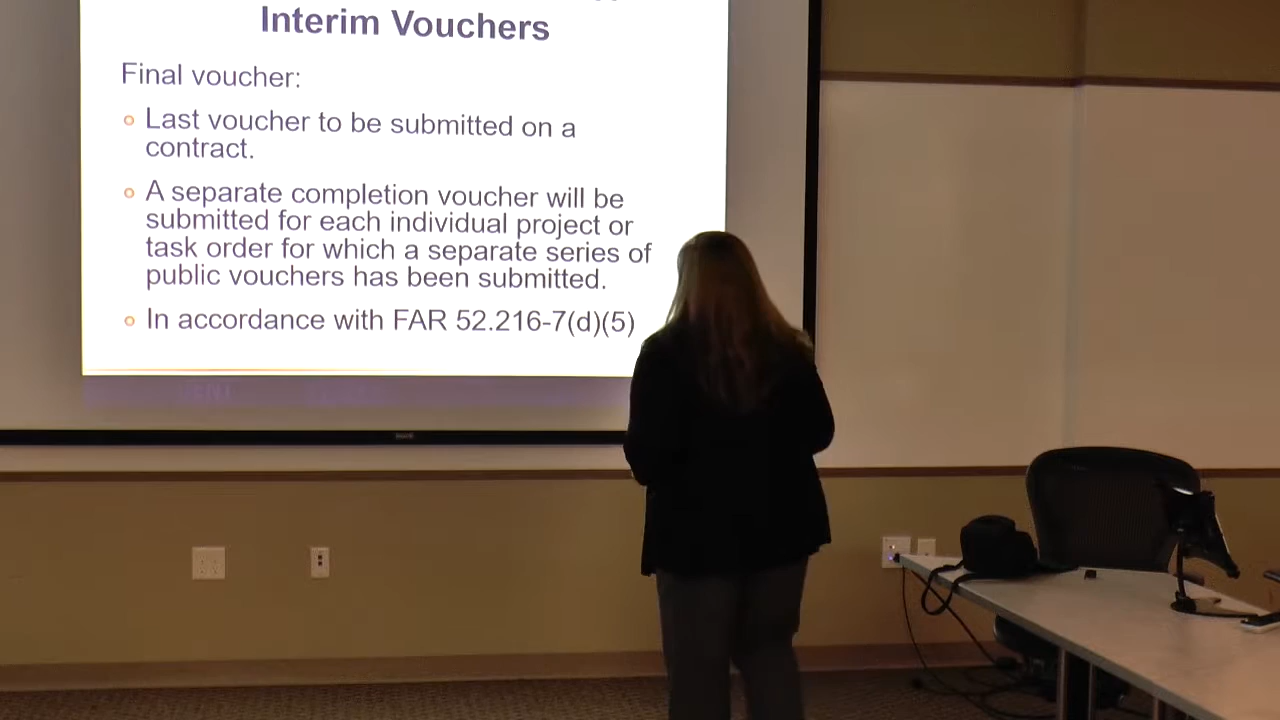 Interim Vouchers
Final voucher:
Last voucher to be submitted on a
contract.
A separate completion voucher will be
submitted for each individual project or
task order for which a separate series of
public vouchers has been submitted.
In accordance with FAR 52.216-7(d)(5)